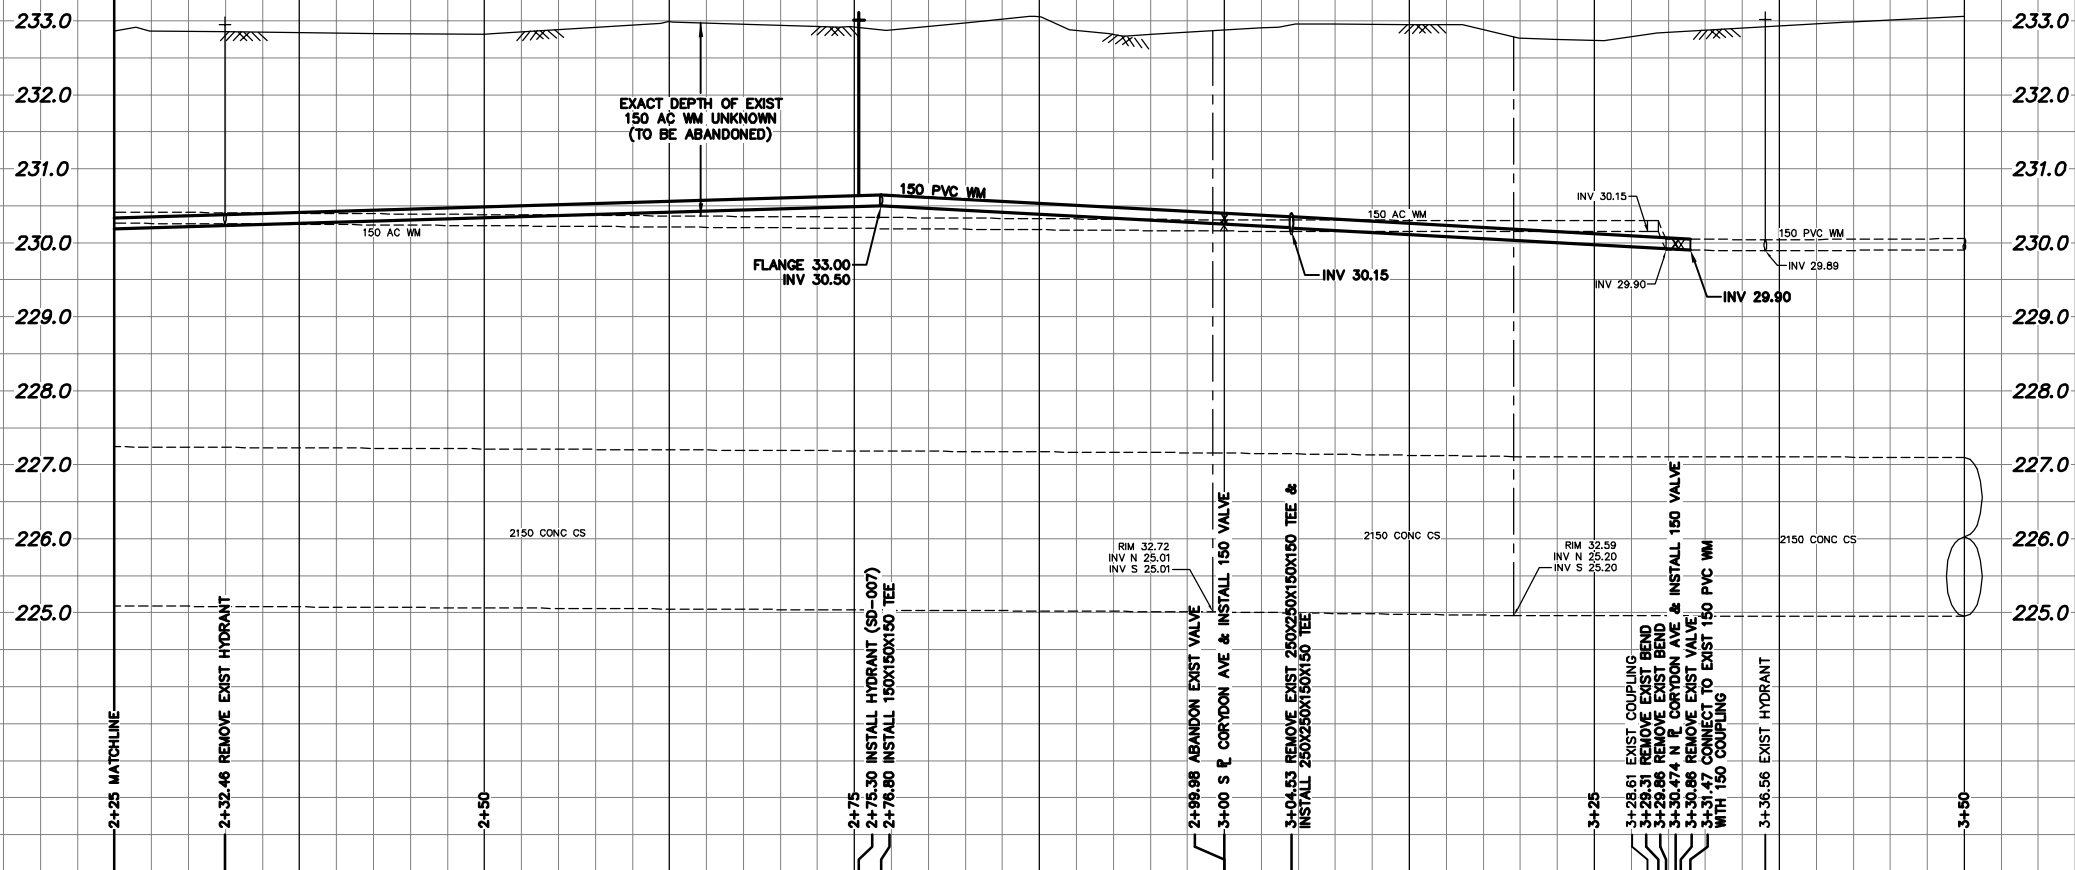 233.0
233.0
232.0
232.0
231.0
231.0
230.0
230.0
229.0
229.0
228.0
228.0
227.0
227.0
226.0
226.0
225.0
225.0
EXACT DEPTH OF EXIST
150 AC WM UNKNOWN
(TO BE ABANDONED)
150 PVC WM
150 AC WM
FLANGE 33.00
INV 30.50
INV 30.15
150 AC WM
INV 30.15
INV 29.90
INV 29.90
150 PVC WM
INV 29.89
2150 CONC CS
RIM 32.72
INV N 25.01
INV S 25.01
2150 CONC CS
RIM 32.59
INV N 25.20
INV S 25.20
2150 CONC CS
2+25 MATCHLINE
2+32.46 REMOVE EXIST HYDRANT
2+50
2+75
2+75.30 INSTALL HYDRANT (SD-007)
2+76.80 INSTALL 150X150X150 TEE
2+99.98 ABANDON EXIST VALVE
3+00 S PL CORYDON AVE & INSTALL 150 VALVE
3+04.53 REMOVE EXIST 250X250X150X150 TEE &
INSTALL 250X250X150X150 TEE
3+25
3+28.61 EXIST COUPLING
3+29.31 REMOVE EXIST BEND
3+29.86 REMOVE EXIST BEND
3+30.474 N PL CORYDON AVE & INSTALL 150 VALVE
3+30.86 REMOVE EXIST VALVE
3+31.47 CONNECT TO EXIST 150 PVC WM
WITH 150 COUPLING
3+36.56 EXIST HYDRANT
3+50